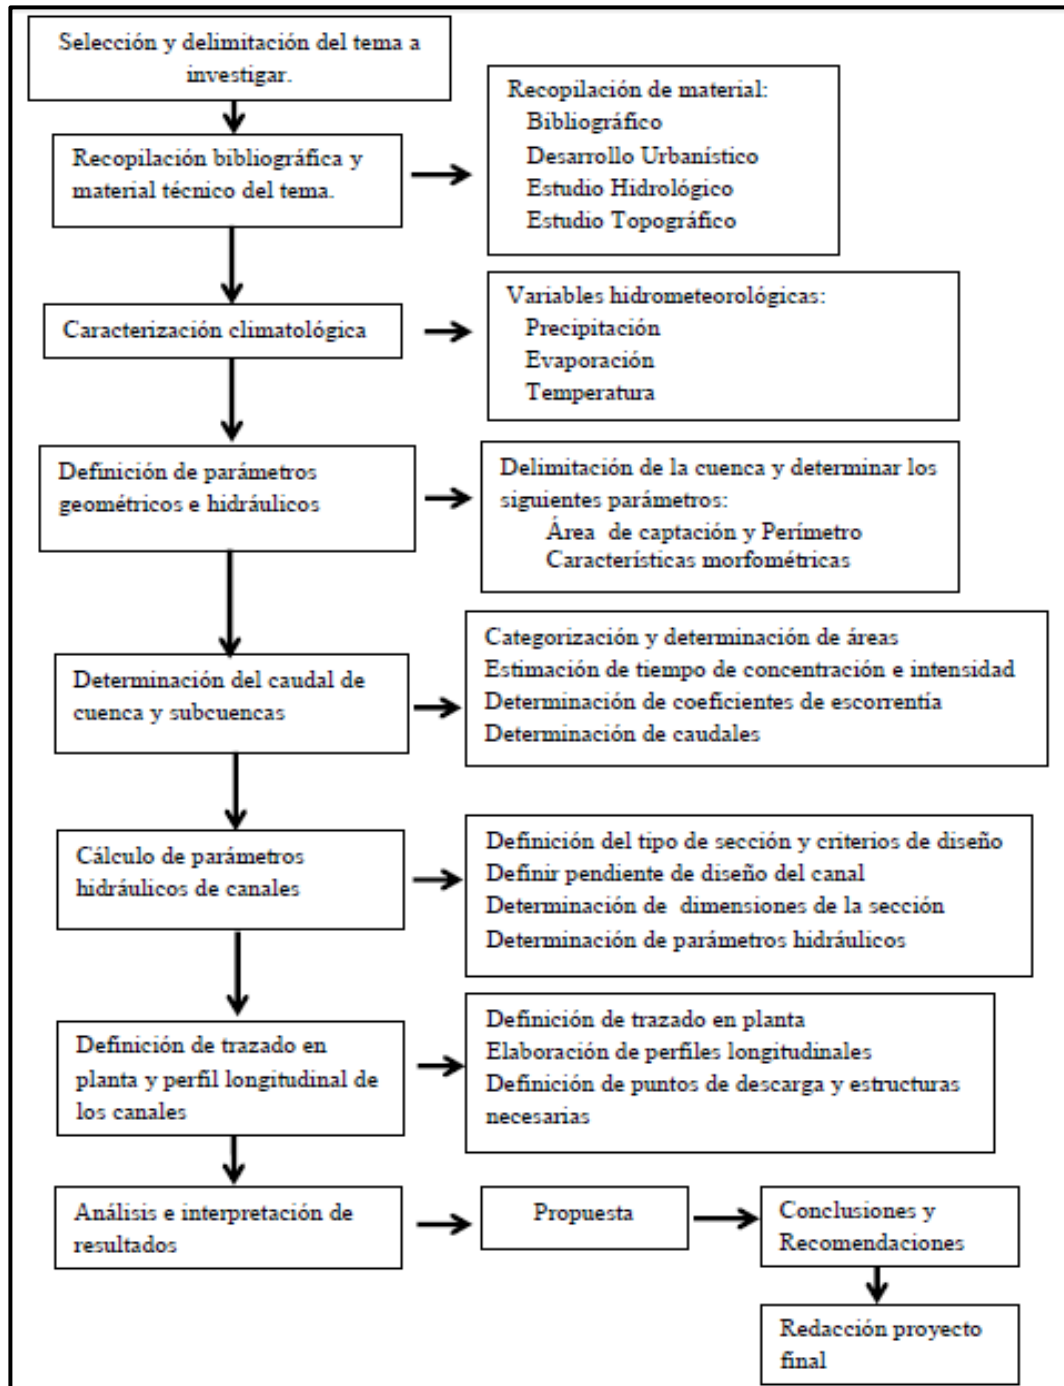 Selección y delimitación del tema a
investigar.
Recopilación bibliográfica y
material técnico del tema.
Recopilación de material:
Bibliográfico
Desarrollo Urbanístico
Estudio Hidrológico
Estudio Topográfico
Caracterización climatológica
Variables hidrometeorológicas:
Precipitación
Evaporación
Temperatura
Definición de parámetros
geométricos e hidráulicos
Delimitación de la cuenca y determinar los
siguientes parámetros:
Área de captación y Perímetro
Características morfométricas
Determinación del caudal de
cuenca y subcuencas
Categorización y determinación de áreas
Estimación de tiempo de concentración e intensidad
Determinación de coeficientes de escorrentía
Determinación de caudales
Cálculo de parámetros
hidráulicos de canales
Definición del tipo de sección y criterios de diseño
Definir pendiente de diseño del canal
Determinación de dimensiones de la sección
Determinación de parámetros hidráulicos
Definición de trazado en
planta y perfil longitudinal de
los canales
Definición de trazado en planta
Elaboración de perfiles longitudinales
Definición de puntos de descarga y estructuras
necesarias
Análisis e interpretación de
resultados
Propuesta
Conclusiones y
Recomendaciones
Redacción proyecto
final